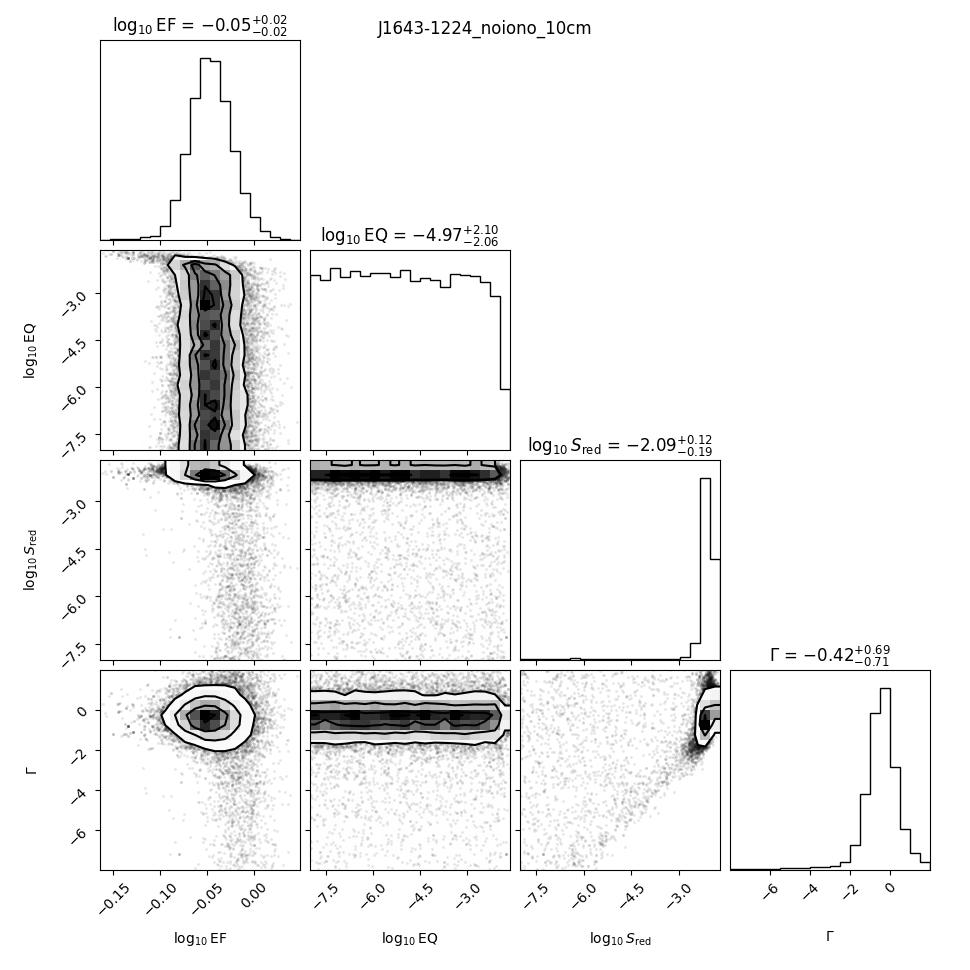 log₁₀ EF = −0.05⁺⁰·⁰²₋₀.₀₂
J1643-1224_noiono_10cm
log₁₀ EQ = −4.97⁺²·¹⁰₋₂.₀₆
−3.0
−4.5
−6.0
−7.5
log₁₀ EQ
log₁₀ S_red = −2.09⁺⁰·¹²₋₀.₁₉
−3.0
−4.5
−6.0
−7.5
log₁₀ S_red
Γ = −0.42⁺⁰·⁶⁹₋₀.₇₁
0
−2
−4
−6
Γ
−0.15 −0.10 −0.05 0.00
−7.5 −6.0 −4.5 −3.0
−7.5 −6.0 −4.5 −3.0
−6 −4 −2 0
log₁₀ EF
log₁₀ EQ
log₁₀ S_red
Γ